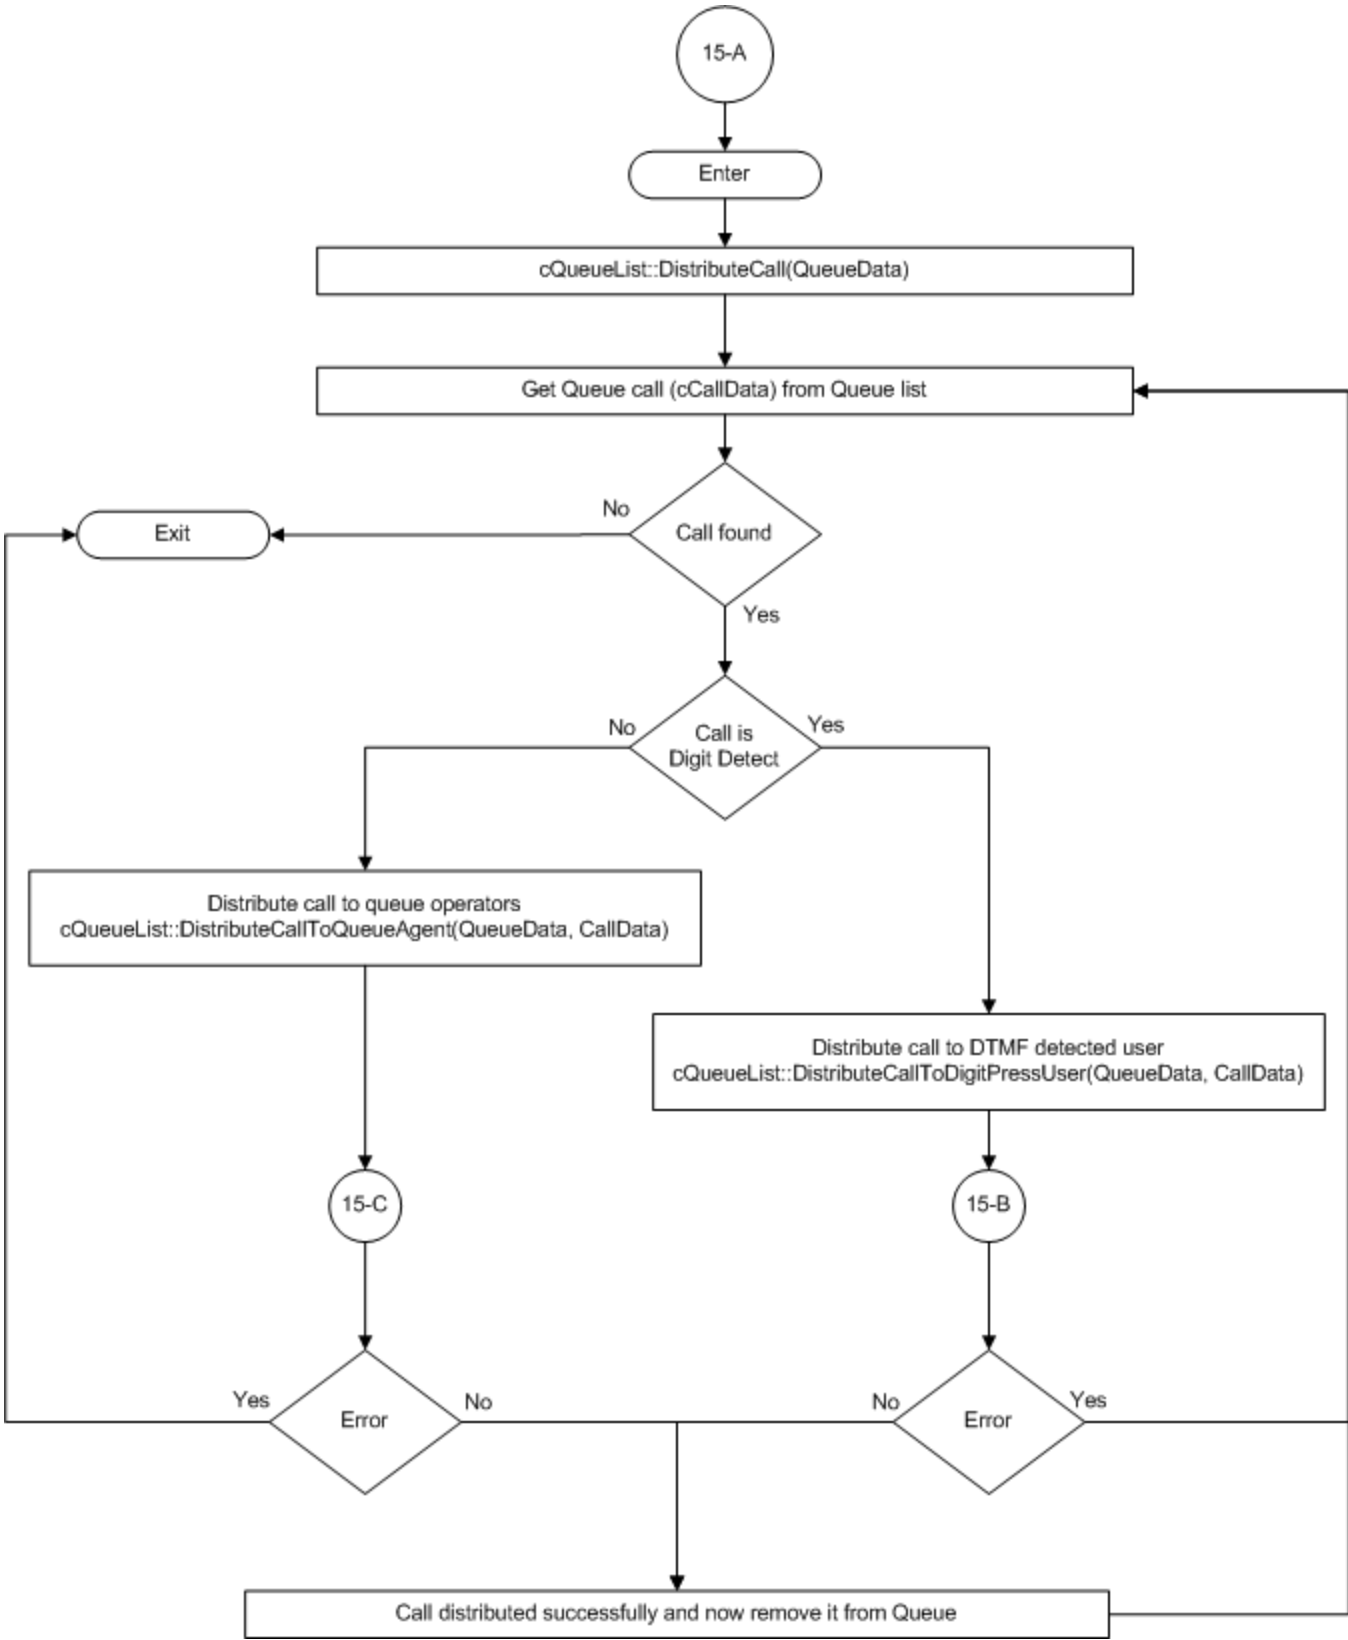 15-A
Enter
cQueueList::DistributeCall(QueueData)
Get Queue call (cCallData) from Queue list
No
Exit
Call found
Yes
No
Call is
Digit Detect
Yes
Distribute call to queue operators
cQueueList::DistributeCallToQueueAgent(QueueData, CallData)
Distribute call to DTMF detected user
cQueueList::DistributeCallToDigitPressUser(QueueData, CallData)
15-C
15-B
Yes
Error
No
No
Error
Yes
Call distributed successfully and now remove it from Queue